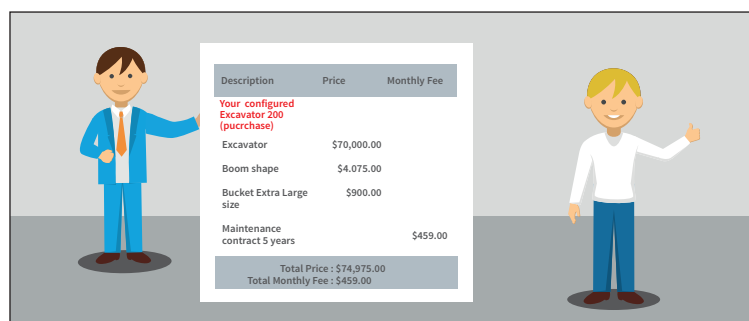 Description Price Monthly Fee
Your configured
Excavator 200
(pucrchase)
Excavator $70,000.00
Boom shape $4.075.00
Bucket Extra Large $900.00
size
Maintenance
contract 5 years $459.00
Total Price : $74,975.00
Total Monthly Fee : $459.00